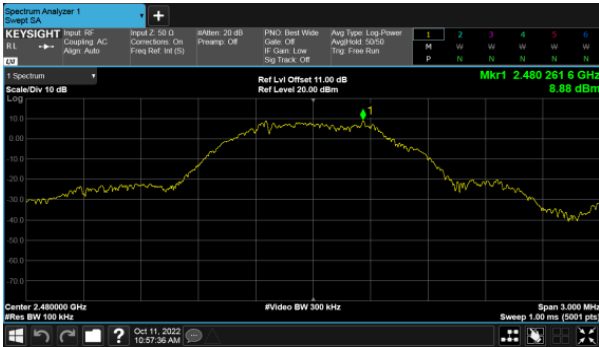 Spectrum Analyzer 1
Swept SA
+
KEYSIGHT Input: RF Input Z: 50 Ω #Atten: 20 dB PNO: Best Wide Avg Type: Log-Power 1 2 3 4 5 6
RL Coupling: AC Corrections: On Preamp: Off Gate: Off Avg|Hold: 50/50 M W W W W W
Align: Auto Freq Ref: Int (S) IF Gain: Low Trig: Free Run P N N N N N
LXI Sig Track: Off
1 Spectrum Ref Lvl Offset 11.00 dB Mkr1 2.480 261 6 GHz
Scale/Div 10 dB Ref Level 20.00 dBm 8.88 dBm
Log
1
10.0
0.00
-10.0
-20.0
-30.0
-40.0
-50.0
-60.0
-70.0
Center 2.480000 GHz #Video BW 300 kHz Span 3.000 MHz
#Res BW 100 kHz Sweep 1.00 ms (5001 pts)
? Oct 11, 2022
10:57:36 AM